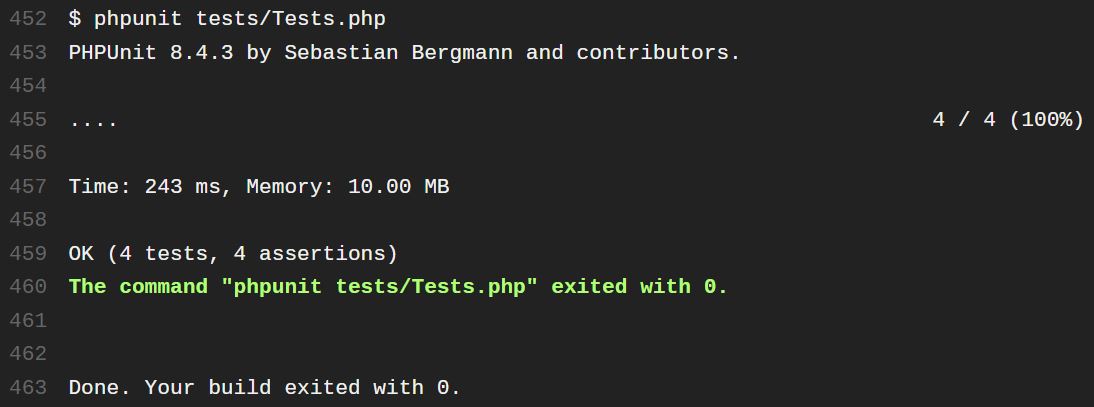 452 $ phpunit tests/Tests.php
453 PHPUnit 8.4.3 by Sebastian Bergmann and contributors.
454
455 .... 4 / 4 (100%)
456
457 Time: 243 ms, Memory: 10.00 MB
458
459 OK (4 tests, 4 assertions)
460 The command "phpunit tests/Tests.php" exited with 0.
461
462
463 Done. Your build exited with 0.